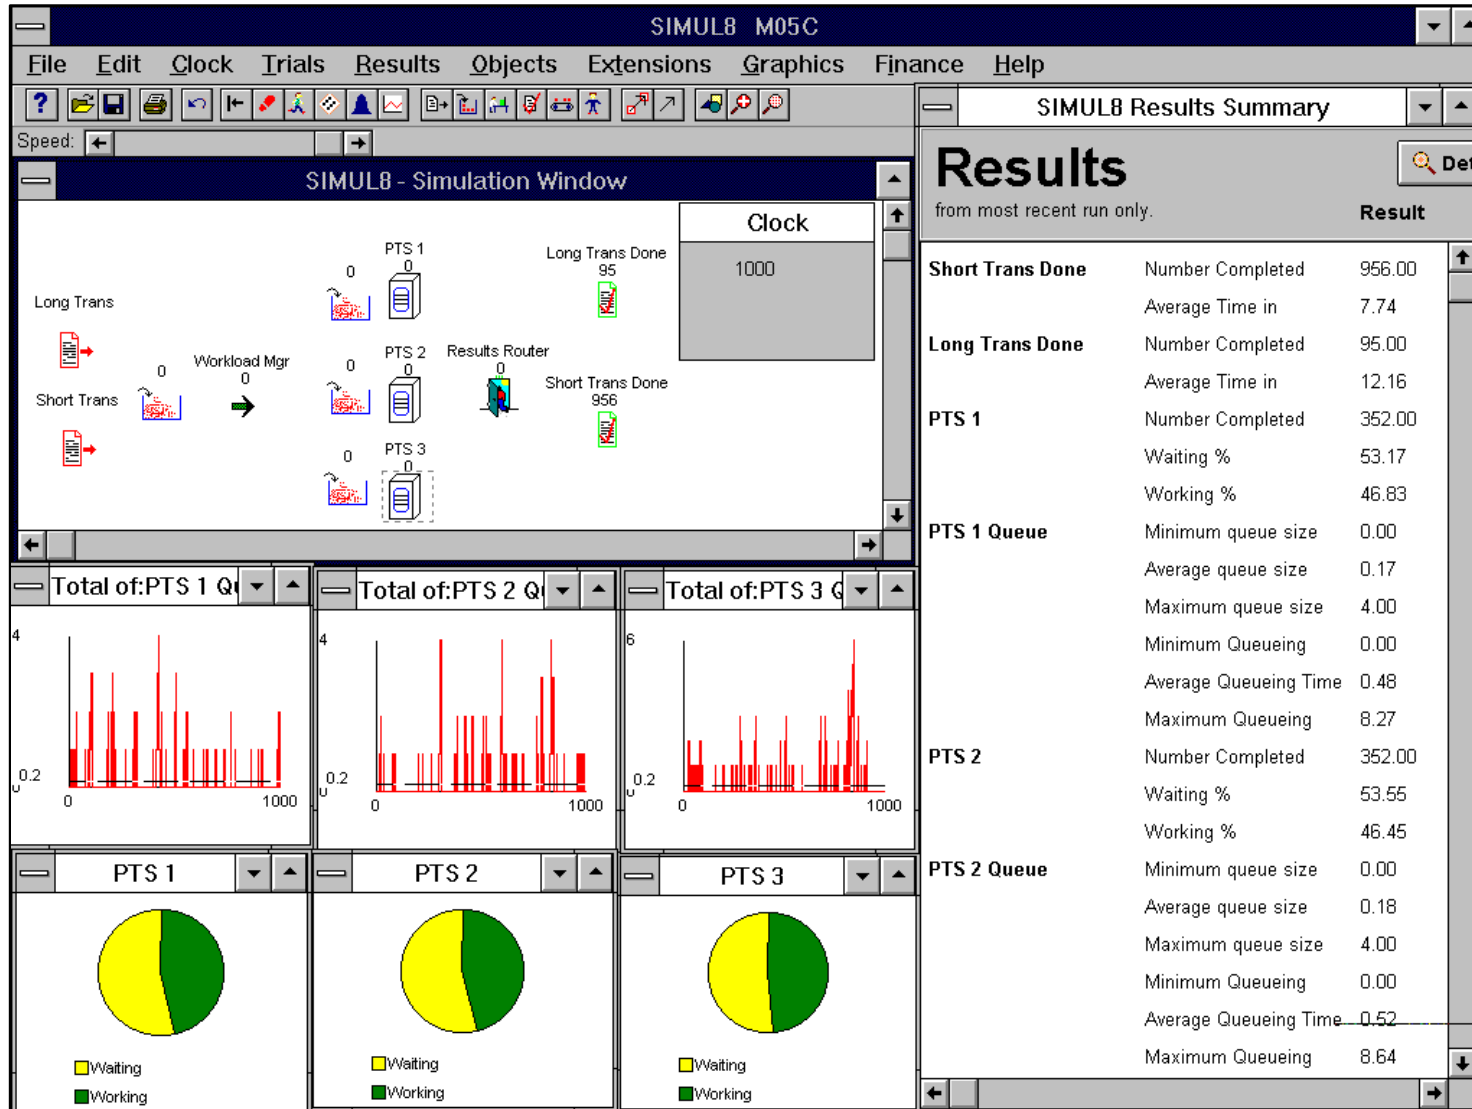 SIMUL8 M05C
File Edit Clock Trials Results Objects Extensions Graphics Finance Help
?
Speed:
SIMUL8 - Simulation Window
Clock
1000
Long Trans
Short Trans
0
Workload Mgr
0
0
PTS 1
0
0
PTS 2
0
0
PTS 3
0
Results Router
0
Long Trans Done
95
Short Trans Done
956
Total of:PTS 1 Qu
4
0.2
0 1000
Total of:PTS 2 Q
4
0.2
0 1000
Total of:PTS 3 Q
6
0.2
0 1000
PTS 1
Waiting
Working
PTS 2
Waiting
Working
PTS 3
Waiting
Working
SIMUL8 Results Summary
Results
Det
from most recent run only. Result
Short Trans Done Number Completed 956.00
Average Time in 7.74
Long Trans Done Number Completed 95.00
Average Time in 12.16
PTS 1 Number Completed 352.00
Waiting % 53.17
Working % 46.83
PTS 1 Queue Minimum queue size 0.00
Average queue size 0.17
Maximum queue size 4.00
Minimum Queueing 0.00
Average Queueing Time 0.48
Maximum Queueing 8.27
PTS 2 Number Completed 352.00
Waiting % 53.55
Working % 46.45
PTS 2 Queue Minimum queue size 0.00
Average queue size 0.18
Maximum queue size 4.00
Minimum Queueing 0.00
Average Queueing Time 0.52
Maximum Queueing 8.64